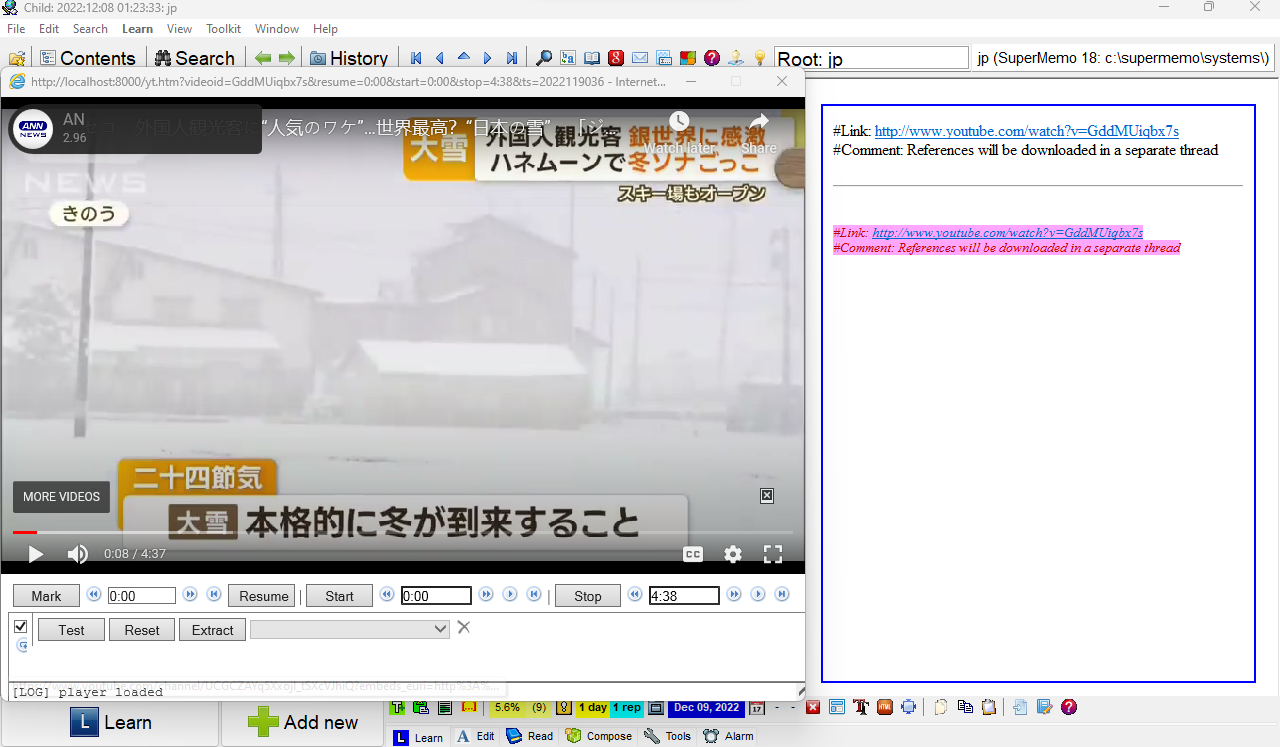 Child: 2022:12:08 01:23:33: jp
File Edit Search Learn View Toolkit Window Help
Contents Search History Root: jp jp (SuperMemo 18: c:\supermemo\systems\)
http://localhost:8000/yt.htm?videoid=GddMUiqbx7s&resume=0:00&start=0:00&stop=4:38&ts=2022119036 - Internet...
ANN NEWS
AN
2.96
外国人観光客に“人気のワケ”...世界最高？“日本の雪”
Watch later
Share
大雪
外国人観光客 銀世界に感激
ハネムーンで冬ソナごっこ
スキー場もオープン
NEWS
きのう
二十四節気
大雪 本格的に冬が到来すること
MORE VIDEOS
0:08 / 4:37
CC
Mark 0:00 Resume | Start 0:00 | Stop 4:38
Test Reset Extract
[LOG] player loaded
#Link: http://www.youtube.com/watch?v=GddMUiqbx7s
#Comment: References will be downloaded in a separate thread
#Link: http://www.youtube.com/watch?v=GddMUiqbx7s
#Comment: References will be downloaded in a separate thread
L Learn Add new
5.6% (9) 1 day 1 rep Dec 09, 2022 17 - -
L Learn A Edit Read Compose Tools Alarm